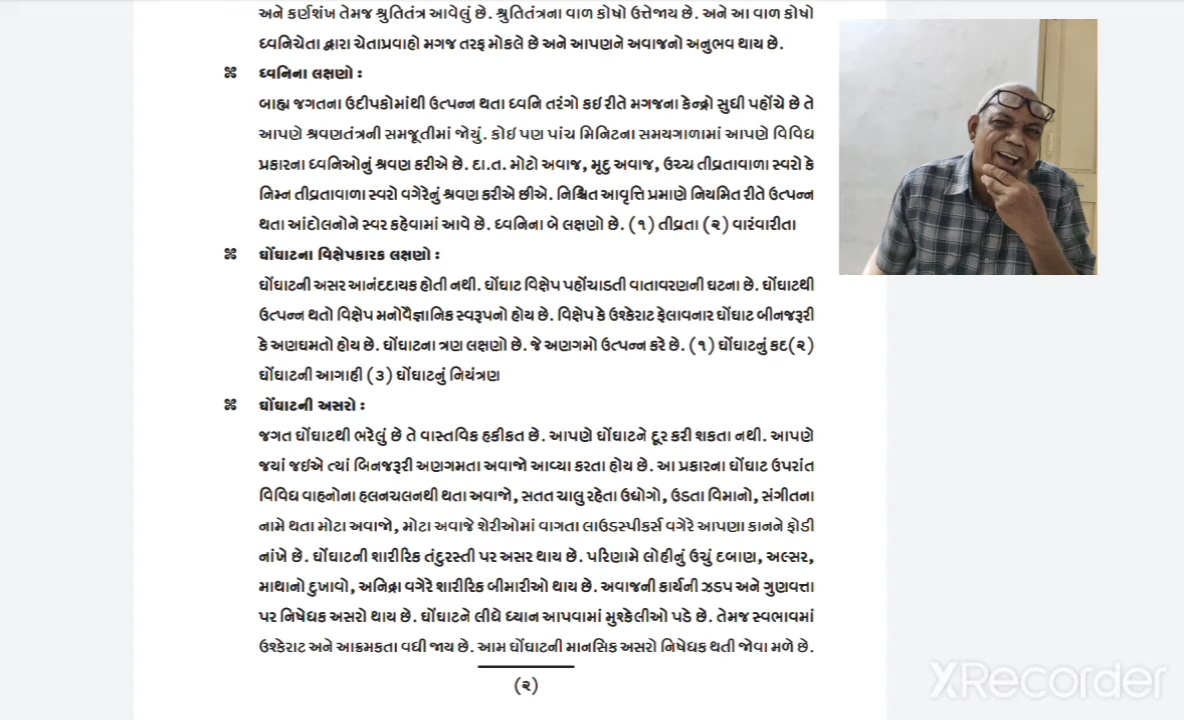 અને કર્ણશંખ તેમજ શ્રુતિતંત્ર આવેલું છે. શ્રુતિતંત્રના વાળ કોષો ઉત્તેજાય છે. અને આ વાળ કોષો
ધ્વનિચેતા દ્વારા ચેતાપ્રવાહો મગજ તરફ મોકલે છે અને આપણને અવાજનો અનુભવ થાય છે.
⌘ ધ્વનિના લક્ષણો :
બાહ્ય જગતના ઉદીપકોમાંથી ઉત્પન્ન થતા ધ્વનિ તરંગો કઇ રીતે મગજના કેન્દ્રો સુધી પહોંચે છે તે
આપણે શ્રવણતંત્રની સમજૂતીમાં જોયું. કોઇ પણ પાંચ મિનિટના સમયગાળામાં આપણે વિવિધ
પ્રકારના ધ્વનિઓનું શ્રવણ કરીએ છે. દા.ત. મોટો અવાજ, મૃદુ અવાજ, ઉચ્ચ તીવ્રતાવાળા સ્વરો કે
નિમ્ન તીવ્રતાવાળા સ્વરો વગેરેનું શ્રવણ કરીએ છીએ. નિશ્ચિત આવૃત્તિ પ્રમાણે નિયમિત રીતે ઉત્પન્ન
થતા આંદોલનોને સ્વર કહેવામાં આવે છે. ધ્વનિના બે લક્ષણો છે. (૧) તીવ્રતા (૨) વારંવારીતા
⌘ ઘોંઘાટના વિક્ષેપકારક લક્ષણો :
ઘોંઘાટની અસર આનંદદાયક હોતી નથી. ઘોંઘાટ વિક્ષેપ પહોંચાડતી વાતાવરણની ઘટના છે. ઘોંઘાટથી
ઉત્પન્ન થતો વિક્ષેપ મનોવૈજ્ઞાનિક સ્વરૂપનો હોય છે. વિક્ષેપ કે ઉશ્કેરાટ ફેલાવનાર ઘોંઘાટ બીનજરૂરી
કે અણઘમતો હોય છે. ઘોંઘાટના ત્રણ લક્ષણો છે. જે અણગમો ઉત્પન્ન કરે છે. (૧) ઘોંઘાટનું કદ(૨)
ઘોંઘાટની આગાહી (૩) ઘોંઘાટનું નિયંત્રણ
⌘ ઘોંઘાટની અસરો :
જગત ઘોંઘાટથી ભરેલું છે તે વાસ્તવિક હકીકત છે. આપણે ઘોંઘાટને દૂર કરી શકતા નથી. આપણે
જયાં જઈએ ત્યાં બિનજરૂરી અણગમતા અવાજો આવ્યા કરતા હોય છે. આ પ્રકારના ઘોંઘાટ ઉપરાંત
વિવિધ વાહનોના હલનચલનથી થતા અવાજો, સતત ચાલુ રહેતા ઉદ્યોગો, ઉડતા વિમાનો, સંગીતના
નામે થતા મોટા અવાજો, મોટા અવાજે શેરીઓમાં વાગતા લાઉડસ્પીકર્સ વગેરે આપણા કાનને ફોડી
નાંખે છે. ઘોંઘાટની શારીરિક તંદુરસ્તી પર અસર થાય છે. પરિણામે લોહીનું ઉચું દબાણ, અલ્સર,
માથાનો દુખાવો, અનિદ્રા વગેરે શારીરિક બીમારીઓ થાય છે. અવાજની કાર્યની ઝડપ અને ગુણવત્તા
પર નિષેધક અસરો થાય છે. ઘોંઘાટને લીધે ધ્યાન આપવામાં મુશ્કેલીઓ પડે છે. તેમજ સ્વભાવમાં
ઉશ્કેરાટ અને આક્રમકતા વધી જાય છે. આમ ઘોંઘાટની માનસિક અસરો નિષેધક થતી જોવા મળે છે.
(૨)
XRecorder